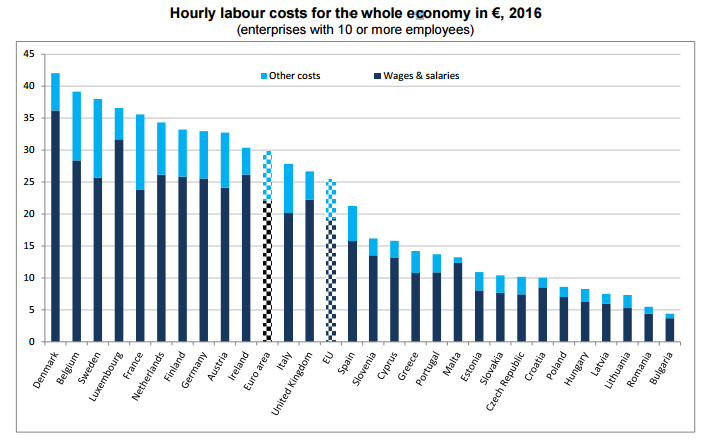 Hourly labour costs for the whole economy in €, 2016
(enterprises with 10 or more employees)
45
40
35
30
25
20
15
10
5
0
Other costs
Wages & salaries
Denmark
Belgium
Sweden
Luxembourg
France
Netherlands
Finland
Germany
Austria
Ireland
Euro area
Italy
United Kingdom
EU
Spain
Slovenia
Cyprus
Greece
Portugal
Malta
Estonia
Slovakia
Czech Republic
Croatia
Poland
Hungary
Latvia
Lithuania
Romania
Bulgaria